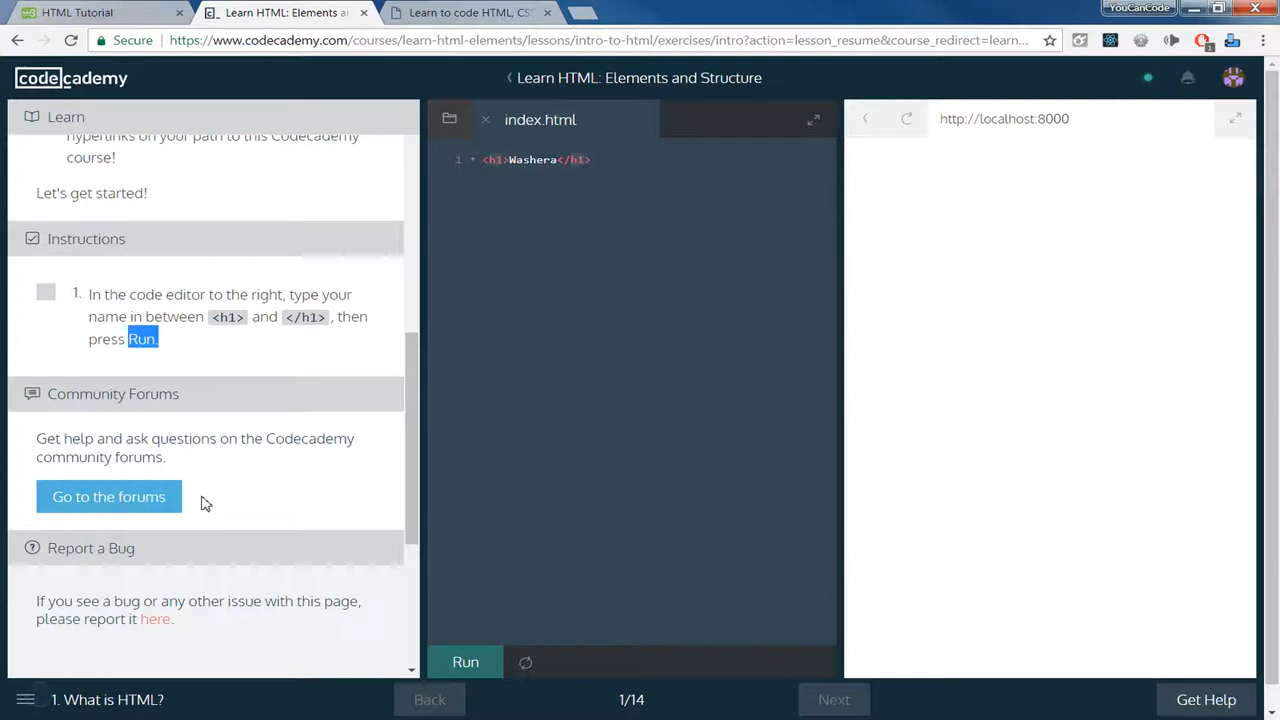 HTML Tutorial
Learn HTML: Elements a
Learn to code HTML, CS
YouCanCode
Secure https://www.codecademy.com/courses/learn-html-elements/lessons/intro-to-html/exercises/intro?action=lesson_resume&course_redirect=learn...
1
codecademy
Learn HTML: Elements and Structure
Learn
hyperlinks on your path to this Codecademy
course!
Let's get started!
Instructions
1. In the code editor to the right, type your
name in between <h1> and </h1>, then
press Run.
Community Forums
Get help and ask questions on the Codecademy
community forums.
Go to the forums
Report a Bug
If you see a bug or any other issue with this page,
please report it here.
index.html
1 <h1>Washera</h1>
Run
http://localhost:8000
1. What is HTML?
Back
1/14
Next
Get Help